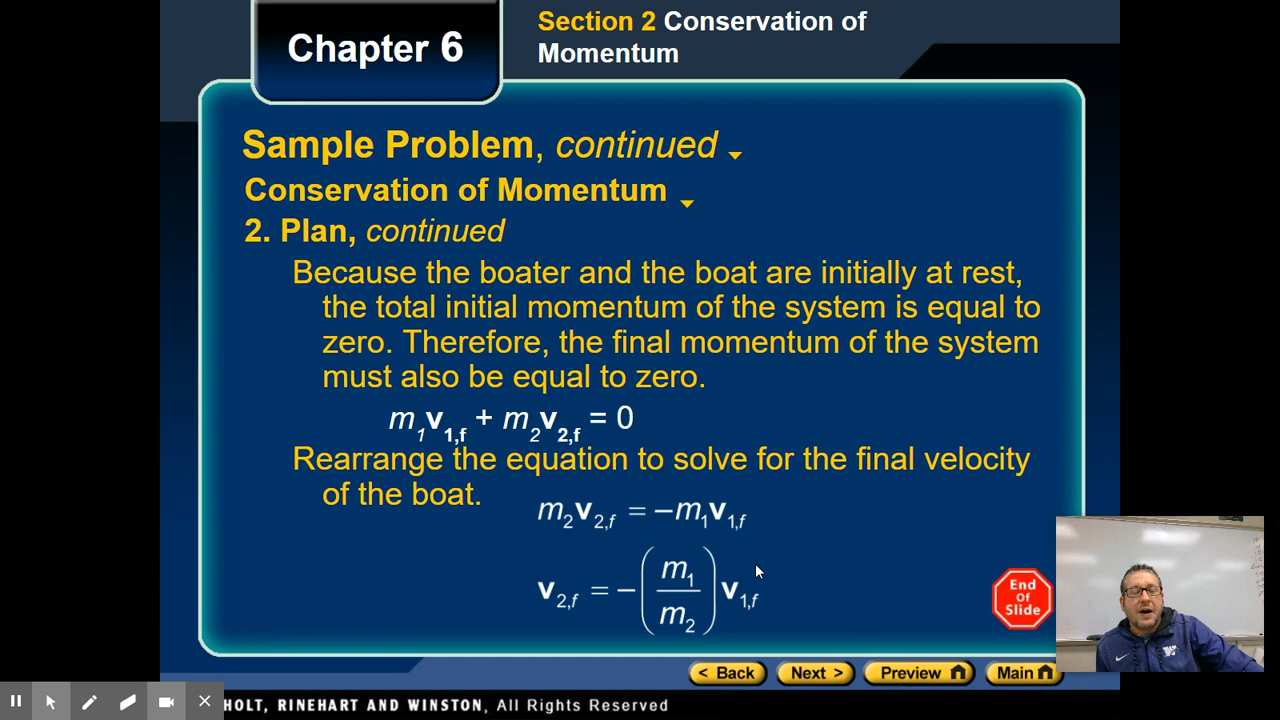 Chapter 6
Section 2 Conservation of
Momentum
Sample Problem, continued
Conservation of Momentum
2. Plan, continued
Because the boater and the boat are initially at rest,
the total initial momentum of the system is equal to
zero. Therefore, the final momentum of the system
must also be equal to zero.
m₁v₁,f + m₂v₂,f = 0
Rearrange the equation to solve for the final velocity
of the boat.
m₂v₂,f = −m₁v₁,f
v₂,f = −(m₁/m₂)v₁,f
End
Of
Slide
W
< Back
Next >
Preview
Main
HOLT, RINEHART AND WINSTON, All Rights Reserved